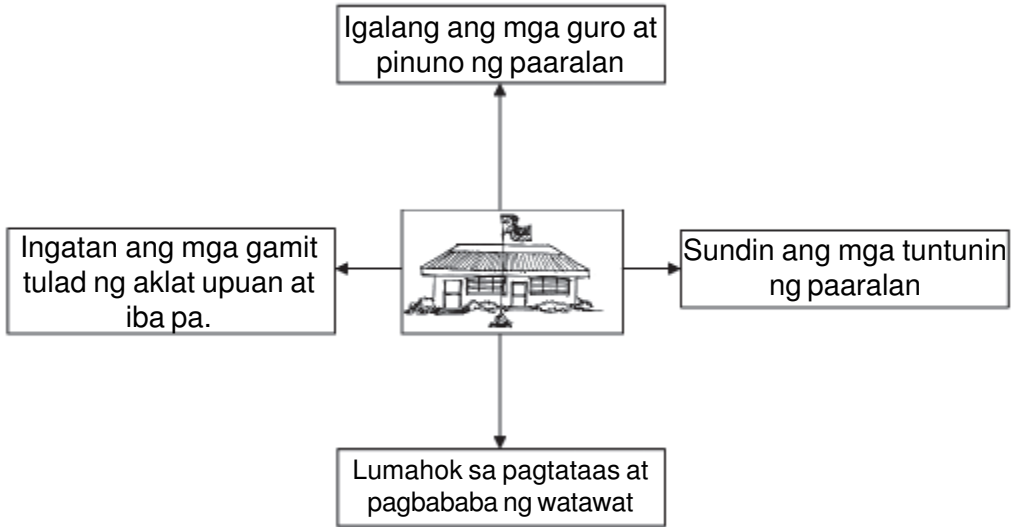 Igalang ang mga guro at
pinuno ng paaralan
Ingatan ang mga gamit
tulad ng aklat upuan at
iba pa.
Sundin ang mga tuntunin
ng paaralan
Lumahok sa pagtataas at
pagbababa ng watawat